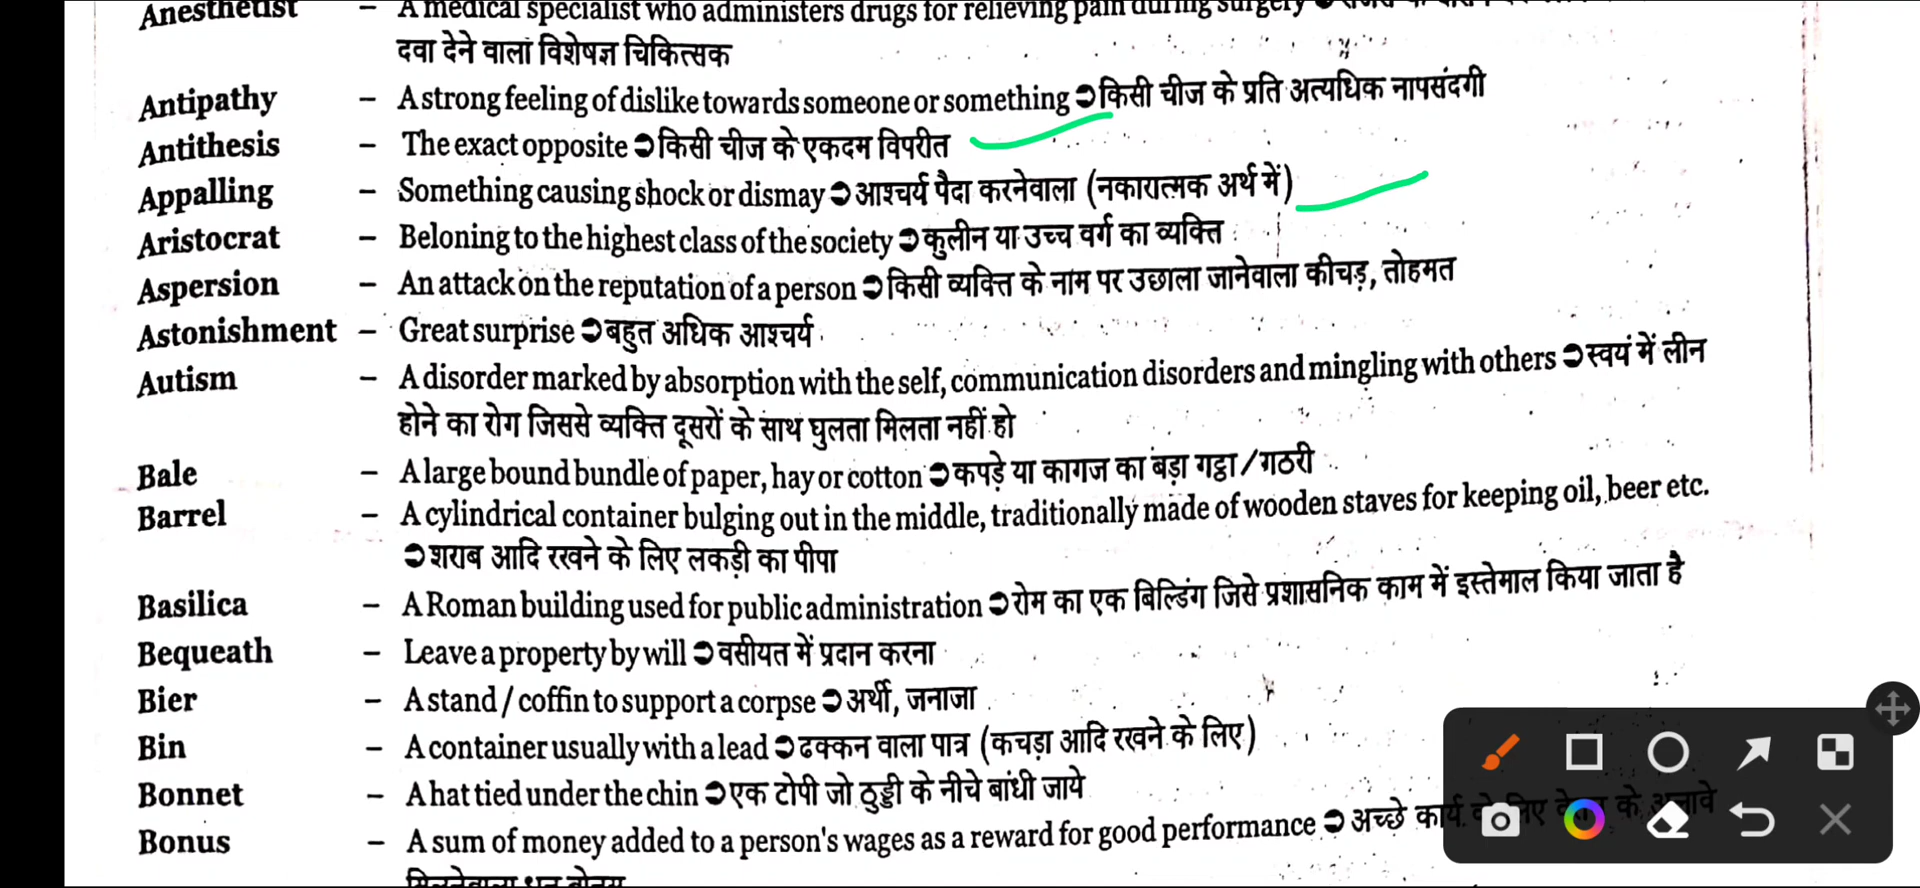 Anesthetist – A medical specialist who administers drugs for relieving pain during surgery ➲
दवा देने वाला विशेषज्ञ चिकित्सक
Antipathy – A strong feeling of dislike towards someone or something ➲ किसी चीज के प्रति अत्यधिक नापसंदगी
Antithesis – The exact opposite ➲ किसी चीज के एकदम विपरीत
Appalling – Something causing shock or dismay ➲ आश्चर्य पैदा करनेवाला (नकारात्मक अर्थ में)
Aristocrat – Beloning to the highest class of the society ➲ कुलीन या उच्च वर्ग का व्यक्ति
Aspersion – An attack on the reputation of a person ➲ किसी व्यक्ति के नाम पर उछाला जानेवाला कीचड़, तोहमत
Astonishment – Great surprise ➲ बहुत अधिक आश्चर्य
Autism – A disorder marked by absorption with the self, communication disorders and mingling with others ➲ स्वयं में लीन
होने का रोग जिससे व्यक्ति दूसरों के साथ घुलता मिलता नहीं हो
Bale – A large bound bundle of paper, hay or cotton ➲ कपड़े या कागज का बड़ा गट्ठा/गठरी
Barrel – A cylindrical container bulging out in the middle, traditionally made of wooden staves for keeping oil, beer etc.
➲ शराब आदि रखने के लिए लकड़ी का पीपा
Basilica – A Roman building used for public administration ➲ रोम का एक बिल्डिंग जिसे प्रशासनिक काम में इस्तेमाल किया जाता है
Bequeath – Leave a property by will ➲ वसीयत में प्रदान करना
Bier – A stand / coffin to support a corpse ➲ अर्थी, जनाजा
Bin – A container usually with a lead ➲ ढक्कन वाला पात्र (कचड़ा आदि रखने के लिए)
Bonnet – A hat tied under the chin ➲ एक टोपी जो ठुड्डी के नीचे बांधी जाये
Bonus – A sum of money added to a person's wages as a reward for good performance ➲ अच्छे कार्य के लिए वेतन के अलावे